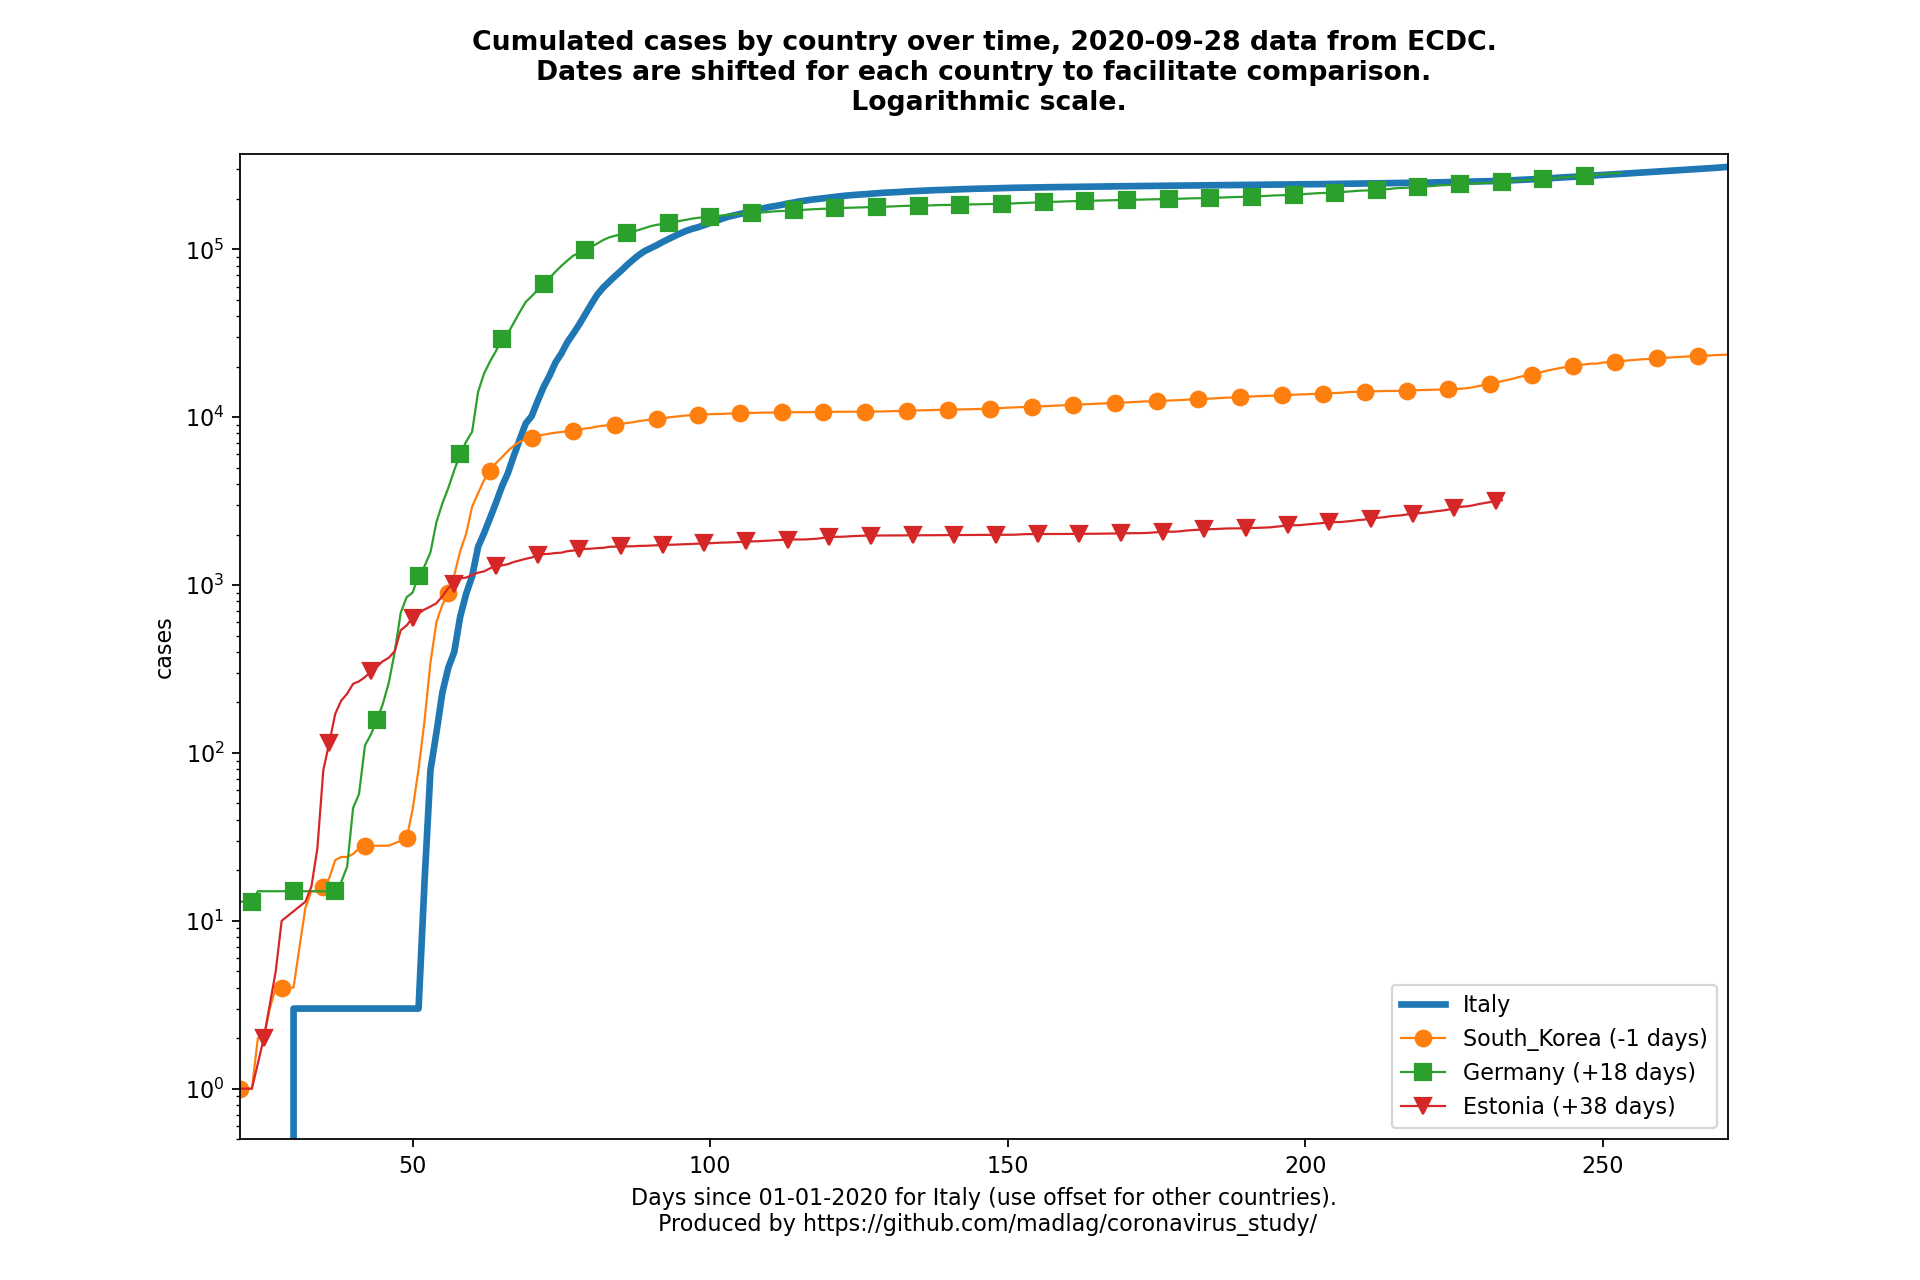 Cumulated cases by country over time, 2020-09-28 data from ECDC.
Dates are shifted for each country to facilitate comparison.
Logarithmic scale.
cases
10^5
10^4
10^3
10^2
10^1
10^0
Italy
South_Korea (-1 days)
Germany (+18 days)
Estonia (+38 days)
50 100 150 200 250
Days since 01-01-2020 for Italy (use offset for other countries).
Produced by https://github.com/madlag/coronavirus_study/